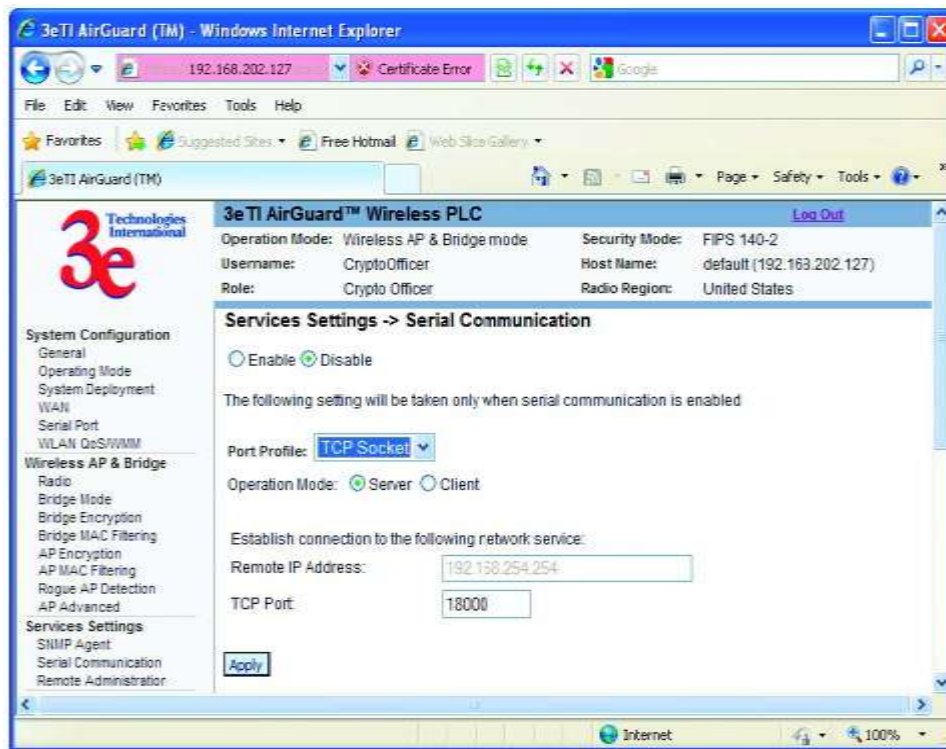 3eTI AirGuard (TM) - Windows Internet Explorer
192.168.202.127 Certificate Error Google
File Edit View Favorites Tools Help
Favorites Suggested Sites Free Hotmail Web Slice Gallery
3eTI AirGuard (TM) Page Safety Tools
3e Technologies International
3eTI AirGuard™ Wireless PLC Log Out
Operation Mode: Wireless AP & Bridge mode Security Mode: FIPS 140-2
Username: CryptoOfficer Host Name: default (192.168.202.127)
Role: Crypto Officer Radio Region: United States
System Configuration
General
Operating Mode
System Deployment
WAN
Serial Port
WLAN QoS/WMM
Wireless AP & Bridge
Radio
Bridge Mode
Bridge Encryption
Bridge MAC Filtering
AP Encryption
AP MAC Filtering
Rogue AP Detection
AP Advanced
Services Settings
SNMP Agent
Serial Communication
Remote Administration
Services Settings -> Serial Communication
Enable Disable
The following setting will be taken only when serial communication is enabled
Port Profile: TCP Socket
Operation Mode: Server Client
Establish connection to the following network service:
Remote IP Address: 192.168.254.254
TCP Port: 18000
Apply
Internet 100%